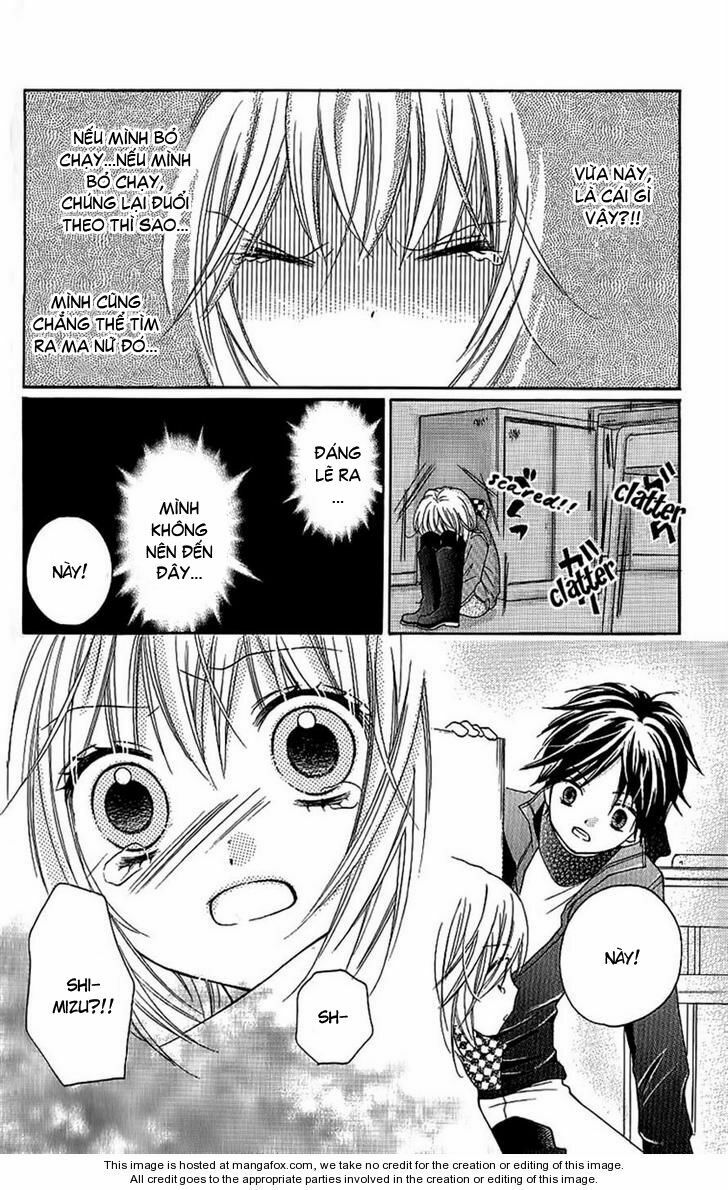 VỪA NÃY,
LÀ CÁI GÌ
VẬY?!!
NẾU MÌNH BỎ
CHẠY...NẾU MÌNH
BỎ CHẠY,
CHÚNG LẠI ĐUỔI
THEO THÌ SAO...
MÌNH CŨNG
CHẲNG THỂ TÌM
RA MA NỮ ĐÓ...
scared!!
clatter
clatter
ĐÁNG
LẼ RA
...
MÌNH
KHÔNG
NÊN ĐẾN
ĐÂY...
NÀY!
NÀY!
SH-
SHI-
MIZU?!!
This image is hosted at mangafox.com, we take no credit for the creation or editing of this image.
All credit goes to the appropriate parties involved in the creation or editing of this image.